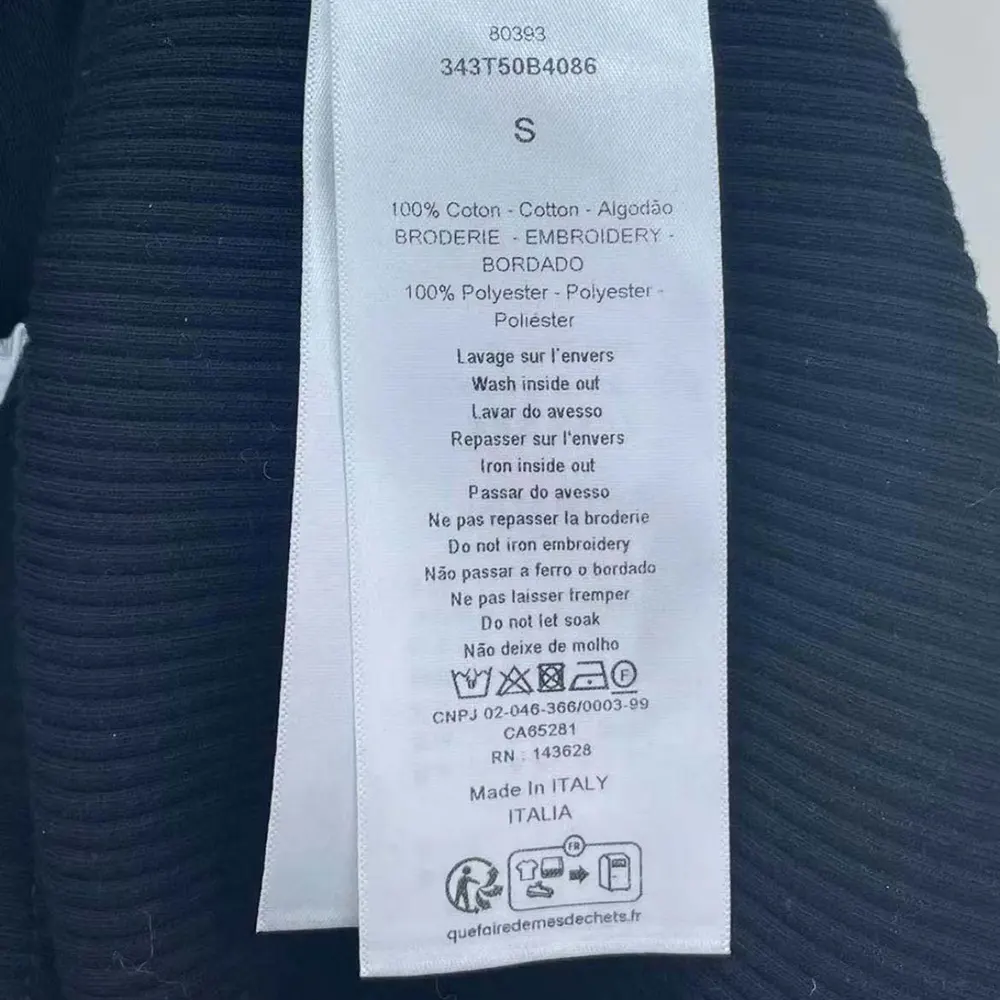 80393
343T50B4086
S
100% Coton - Cotton - Algodão
BRODERIE - EMBROIDERY -
BORDADO
100% Polyester - Polyester -
Poliéster
Lavage sur l'envers
Wash inside out
Lavar do avesso
Repasser sur l'envers
Iron inside out
Passar do avesso
Ne pas repasser la broderie
Do not iron embroidery
Não passar a ferro o bordado
Ne pas laisser tremper
Do not let soak
Não deixe de molho
F
CNPJ 02-046-366/0003-99
CA65281
RN : 143628
Made In ITALY
ITALIA
FR
quefairedemesdechets.fr